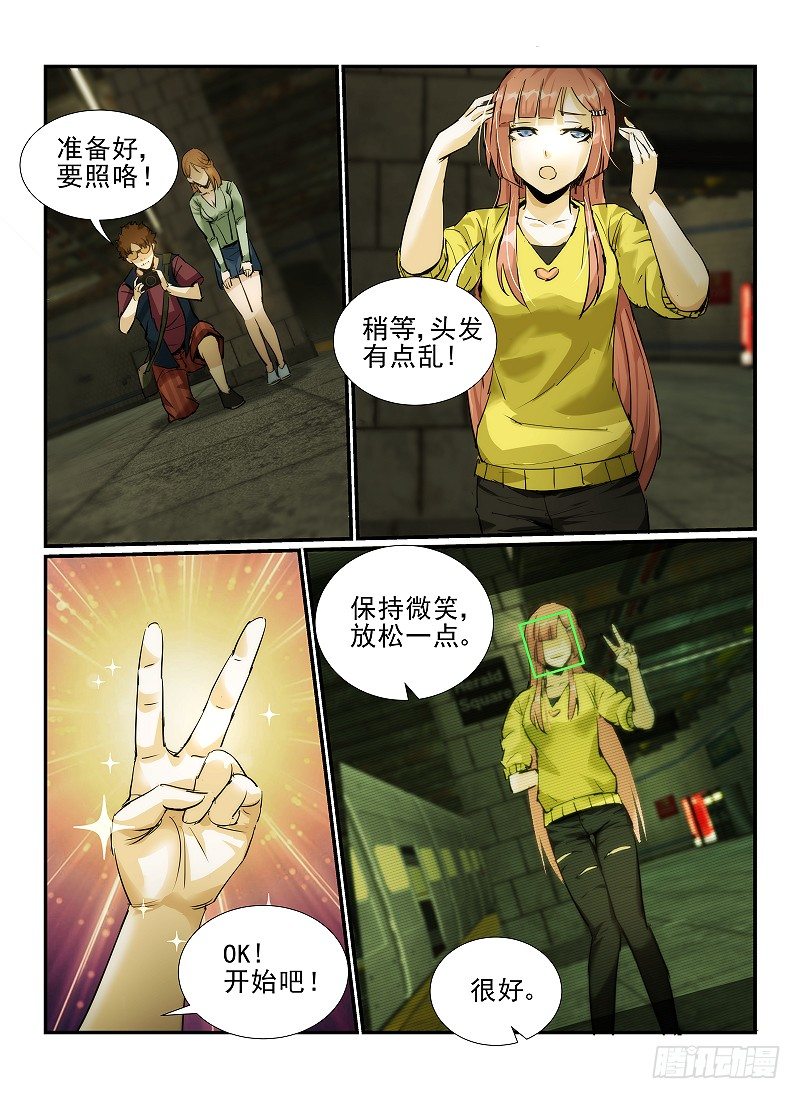 准备好，
要照咯！
稍等，头发
有点乱！
OK！
开始吧！
保持微笑，
放松一点。
Herald
Square
很好。
腾讯动漫